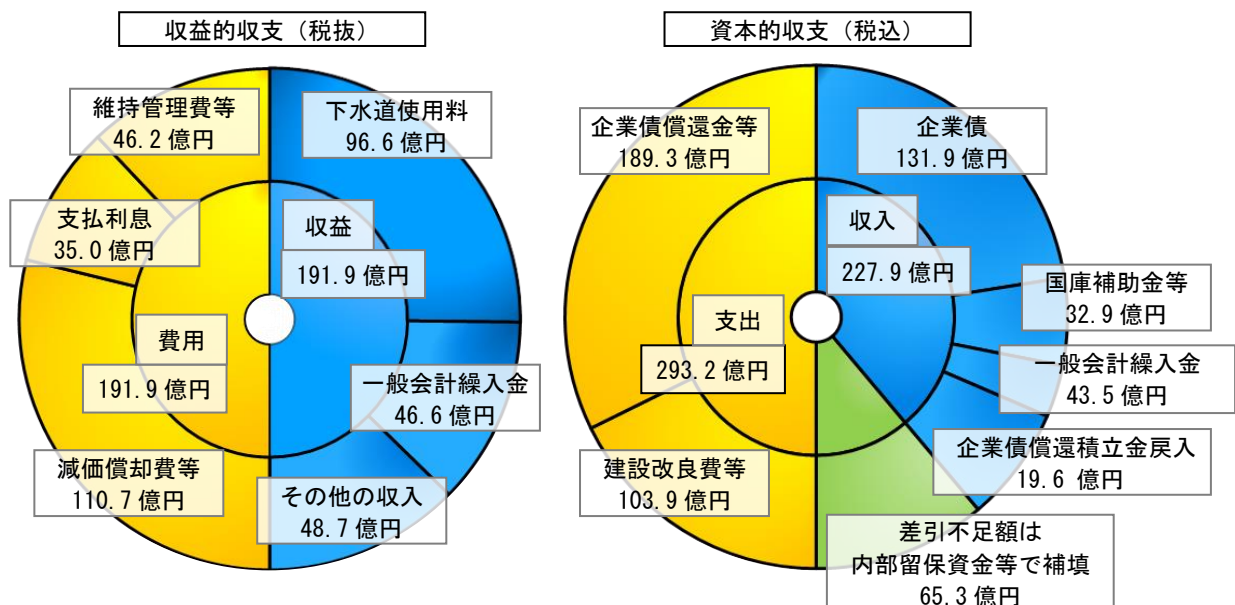 収益的収支（税抜）
維持管理費等
46.2 億円
下水道使用料
96.6 億円
支払利息
35.0 億円
収益
191.9 億円
費用
191.9 億円
一般会計繰入金
46.6 億円
減価償却費等
110.7 億円
その他の収入
48.7 億円
資本的収支（税込）
企業債償還金等
189.3 億円
企業債
131.9 億円
収入
227.9 億円
国庫補助金等
32.9 億円
支出
293.2 億円
一般会計繰入金
43.5 億円
企業債償還積立金戻入
19.6 億円
建設改良費等
103.9 億円
差引不足額は
内部留保資金等で補填
65.3 億円